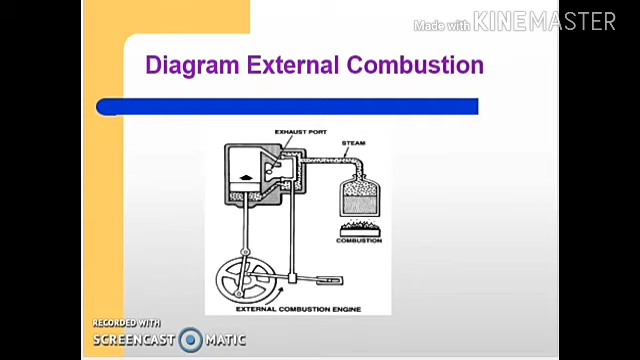 Made with KINEMASTER
Diagram External Combustion
EXHAUST PORT
STEAM
COMBUSTION
EXTERNAL COMBUSTION ENGINE
RECORDED WITH
SCREENCAST MATIC